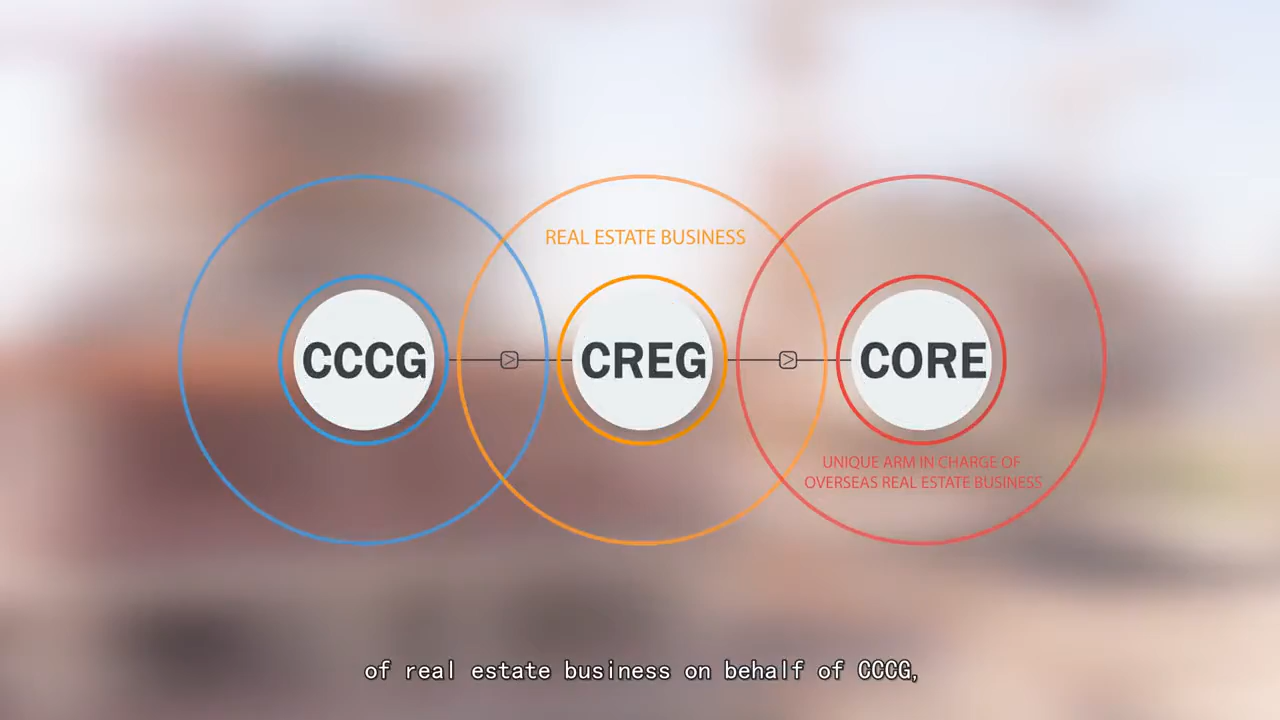 REAL ESTATE BUSINESS
CCCG
CREG
CORE
UNIQUE ARM IN CHARGE OF
OVERSEAS REAL ESTATE BUSINESS
of real estate business on behalf of CCCG,